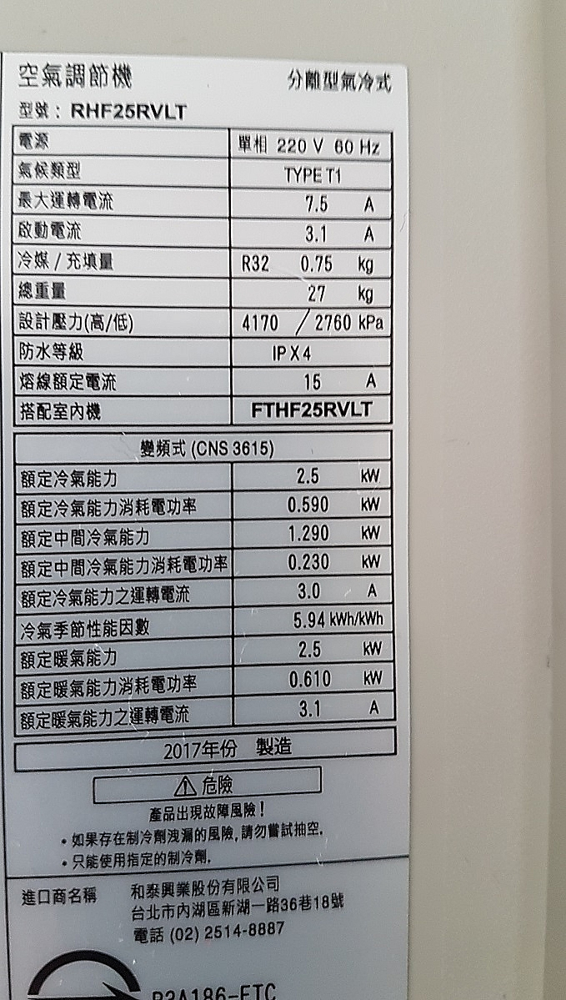 空氣調節機 分離型氣冷式
型號： RHF25RVLT
電源 單相 220 V 60 Hz
氣候類型 TYPE T1
最大運轉電流 7.5 A
啟動電流 3.1 A
冷媒 / 充填量 R32 0.75 kg
總重量 27 kg
設計壓力(高/低) 4170 / 2760 kPa
防水等級 IPX4
熔線額定電流 15 A
搭配室內機 FTHF25RVLT
變頻式 (CNS 3615)
額定冷氣能力 2.5 kW
額定冷氣能力消耗電功率 0.590 kW
額定中間冷氣能力 1.290 kW
額定中間冷氣能力消耗電功率 0.230 kW
額定冷氣能力之運轉電流 3.0 A
冷氣季節性能因數 5.94 kWh/kWh
額定暖氣能力 2.5 kW
額定暖氣能力消耗電功率 0.610 kW
額定暖氣能力之運轉電流 3.1 A
2017年份 製造
⚠ 危險
產品出現故障風險！
・如果存在制冷劑洩漏的風險,請勿嘗試抽空.
・只能使用指定的制冷劑.
進口商名稱 和泰興業股份有限公司
台北市內湖區新湖一路36巷18號
電話 (02) 2514-8887
R3A186-ETC